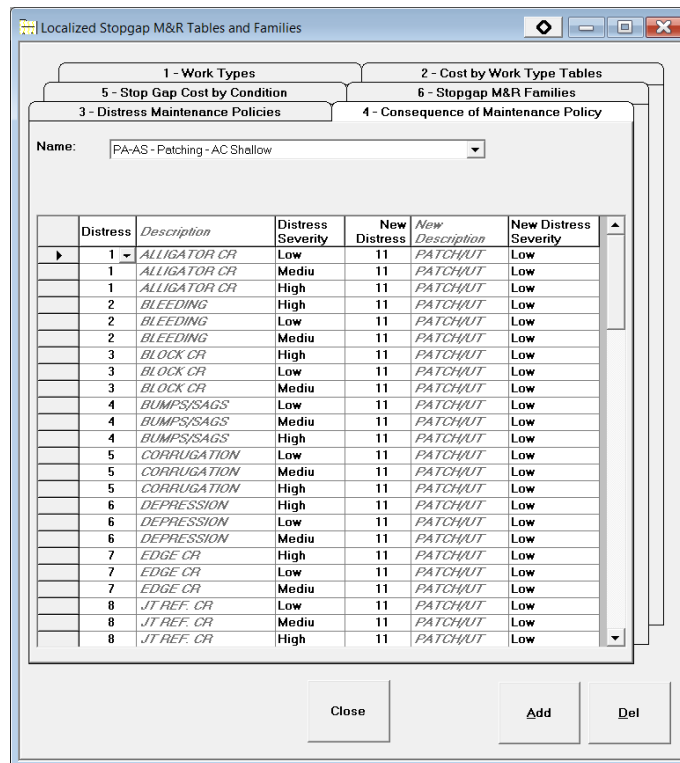 Localized Stopgap M&R Tables and Families
1 - Work Types 2 - Cost by Work Type Tables
5 - Stop Gap Cost by Condition 6 - Stopgap M&R Families
3 - Distress Maintenance Policies 4 - Consequence of Maintenance Policy
Name: PA-AS - Patching - AC Shallow
Distress Description Distress Severity New Distress New Description New Distress Severity
1 ALLIGATOR CR Low 11 PATCH/UT Low
1 ALLIGATOR CR Mediu 11 PATCH/UT Low
1 ALLIGATOR CR High 11 PATCH/UT Low
2 BLEEDING High 11 PATCH/UT Low
2 BLEEDING Low 11 PATCH/UT Low
2 BLEEDING Mediu 11 PATCH/UT Low
3 BLOCK CR High 11 PATCH/UT Low
3 BLOCK CR Low 11 PATCH/UT Low
3 BLOCK CR Mediu 11 PATCH/UT Low
4 BUMPS/SAGS Low 11 PATCH/UT Low
4 BUMPS/SAGS Mediu 11 PATCH/UT Low
4 BUMPS/SAGS High 11 PATCH/UT Low
5 CORRUGATION Low 11 PATCH/UT Low
5 CORRUGATION Mediu 11 PATCH/UT Low
5 CORRUGATION High 11 PATCH/UT Low
6 DEPRESSION High 11 PATCH/UT Low
6 DEPRESSION Low 11 PATCH/UT Low
6 DEPRESSION Mediu 11 PATCH/UT Low
7 EDGE CR High 11 PATCH/UT Low
7 EDGE CR Low 11 PATCH/UT Low
7 EDGE CR Mediu 11 PATCH/UT Low
8 JT REF. CR Low 11 PATCH/UT Low
8 JT REF. CR Mediu 11 PATCH/UT Low
8 JT REF. CR High 11 PATCH/UT Low
Close Add Del